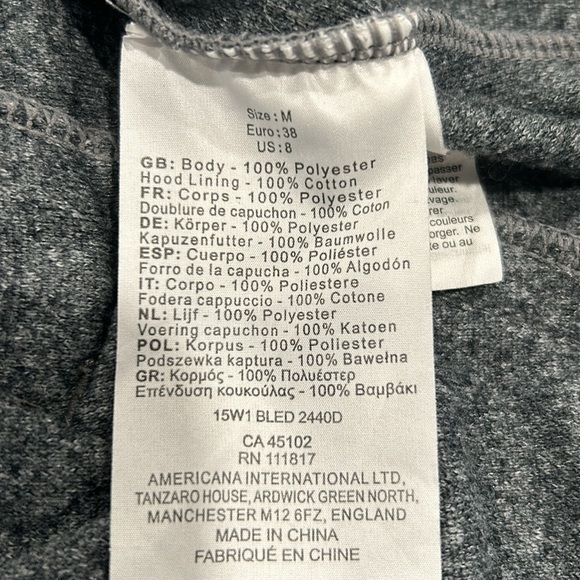 Size : M
Euro : 38
US : 8
GB: Body - 100% Polyester
Hood Lining - 100% Cotton
FR: Corps - 100% Polyester
Doublure de capuchon - 100% Coton
DE: Körper - 100% Polyester
Kapuzenfutter - 100% Baumwolle
ESP: Cuerpo - 100% Poliéster
Forro de la capucha - 100% Algodón
IT: Corpo - 100% Poliestere
Fodera cappuccio - 100% Cotone
NL: Lijf - 100% Polyester
Voering capuchon - 100% Katoen
POL: Korpus - 100% Polyester
Podszewka kaptura - 100% Bawełna
GR: Κορμός - 100% Πολυέστερ
Επένδυση κουκούλας - 100% Βαμβάκι
15W1 BLED 2440D
CA 45102
RN 111817
AMERICANA INTERNATIONAL LTD,
TANZARO HOUSE, ARDWICK GREEN NORTH,
MANCHESTER M12 6FZ, ENGLAND
MADE IN CHINA
FABRIQUÉ EN CHINE
couleurs
Ne
ou au